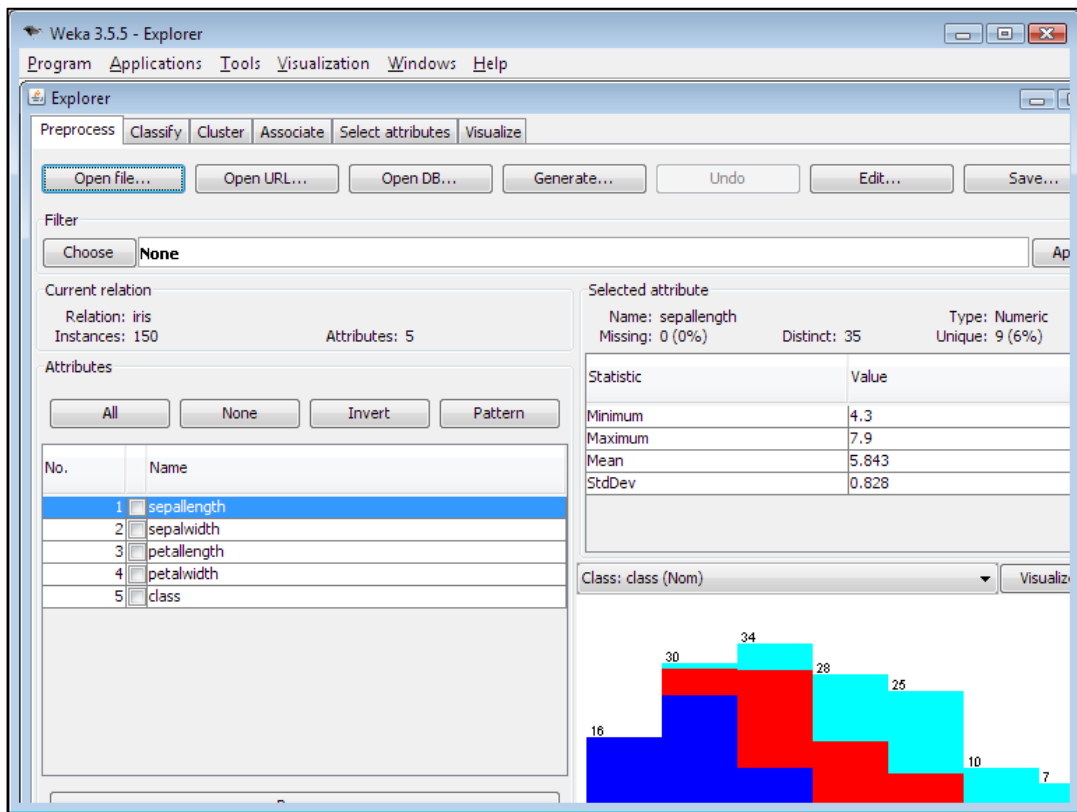 Weka 3.5.5 - Explorer
Program Applications Tools Visualization Windows Help
Explorer
Preprocess Classify Cluster Associate Select attributes Visualize
Open file... Open URL... Open DB... Generate... Undo Edit... Save...
Filter
Choose None Ap
Current relation
Relation: iris
Instances: 150 Attributes: 5
Selected attribute
Name: sepallength Type: Numeric
Missing: 0 (0%) Distinct: 35 Unique: 9 (6%)
Attributes
All None Invert Pattern
No. Name
1 sepallength
2 sepalwidth
3 petallength
4 petalwidth
5 class
Statistic Value
Minimum 4.3
Maximum 7.9
Mean 5.843
StdDev 0.828
Class: class (Nom) Visualiz
16 30 34 28 25 10 7